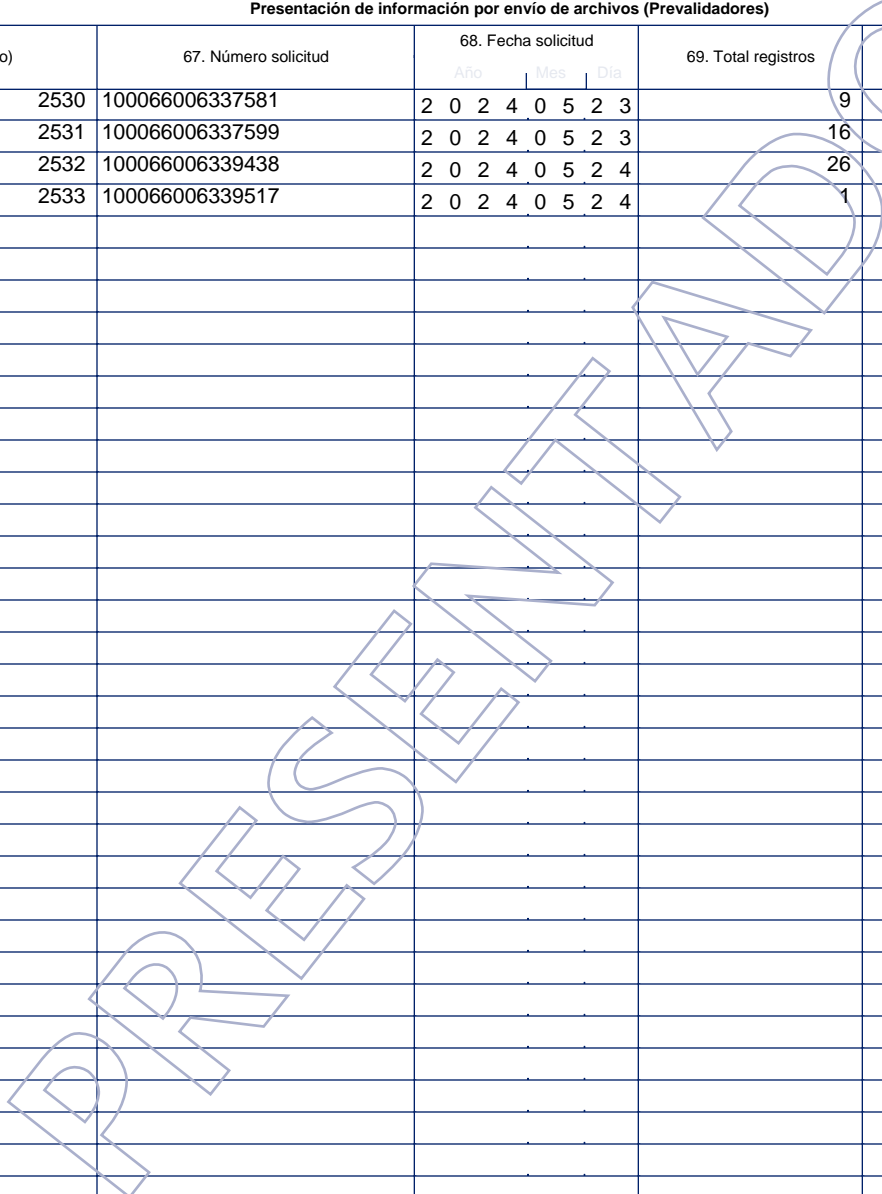 Presentación de información por envío de archivos (Prevalidadores)
o) 67. Número solicitud 68. Fecha solicitud 69. Total registros
Año Mes Día
2530 100066006337581 2 0 2 4 0 5 2 3 9
2531 100066006337599 2 0 2 4 0 5 2 3 16
2532 100066006339438 2 0 2 4 0 5 2 4 26
2533 100066006339517 2 0 2 4 0 5 2 4 1
PRESENTADO